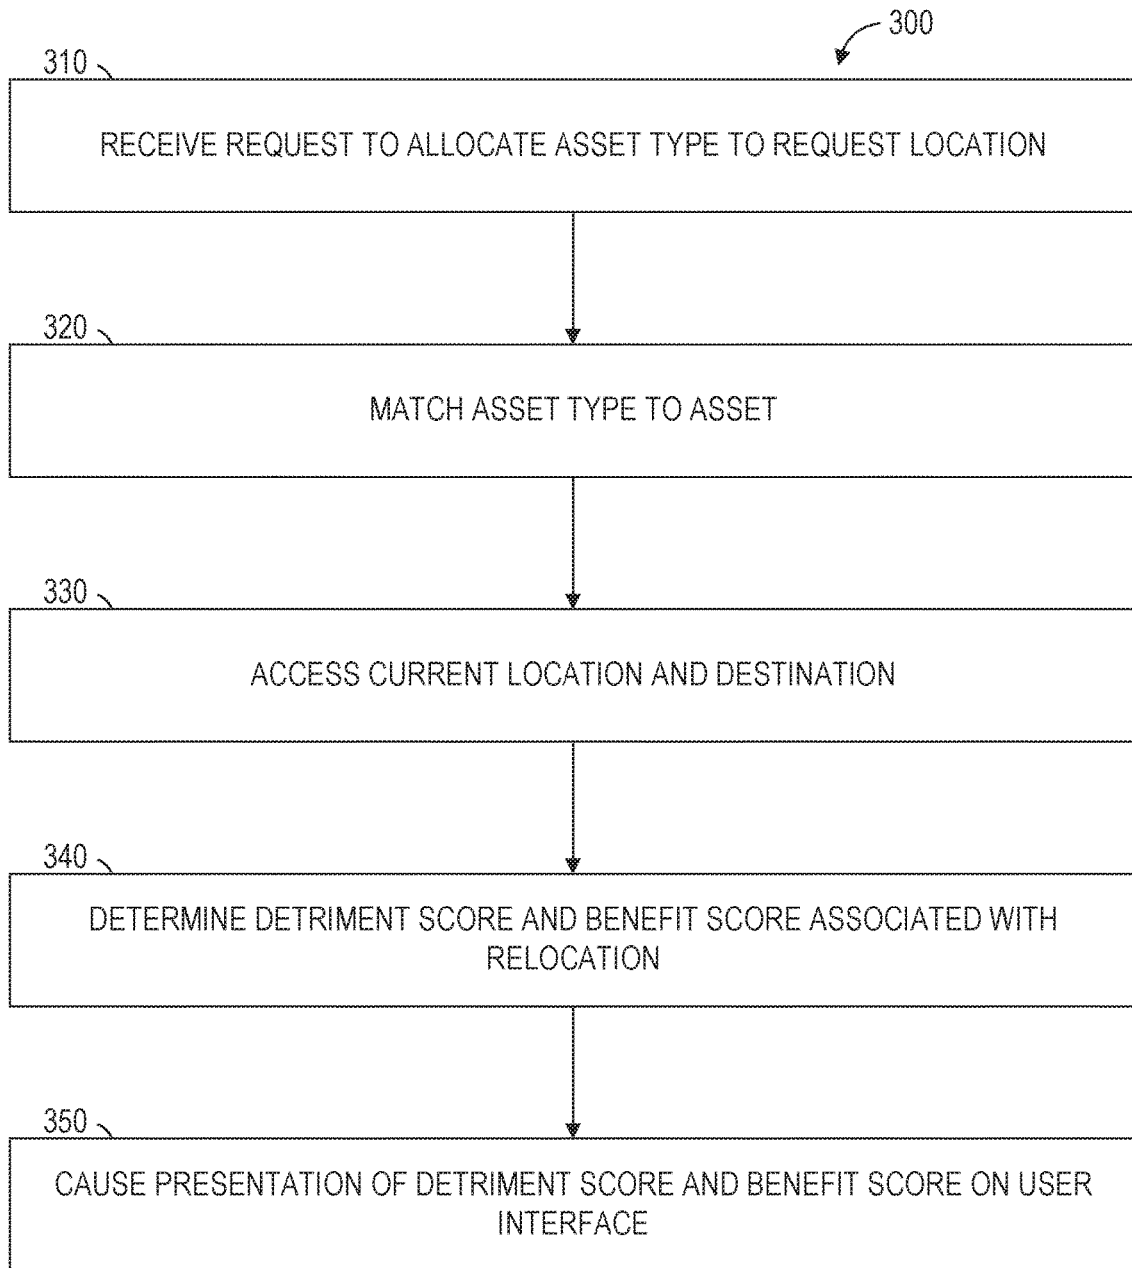 300
310
RECEIVE REQUEST TO ALLOCATE ASSET TYPE TO REQUEST LOCATION
320
MATCH ASSET TYPE TO ASSET
330
ACCESS CURRENT LOCATION AND DESTINATION
340
DETERMINE DETRIMENT SCORE AND BENEFIT SCORE ASSOCIATED WITH
RELOCATION
350
CAUSE PRESENTATION OF DETRIMENT SCORE AND BENEFIT SCORE ON USER
INTERFACE